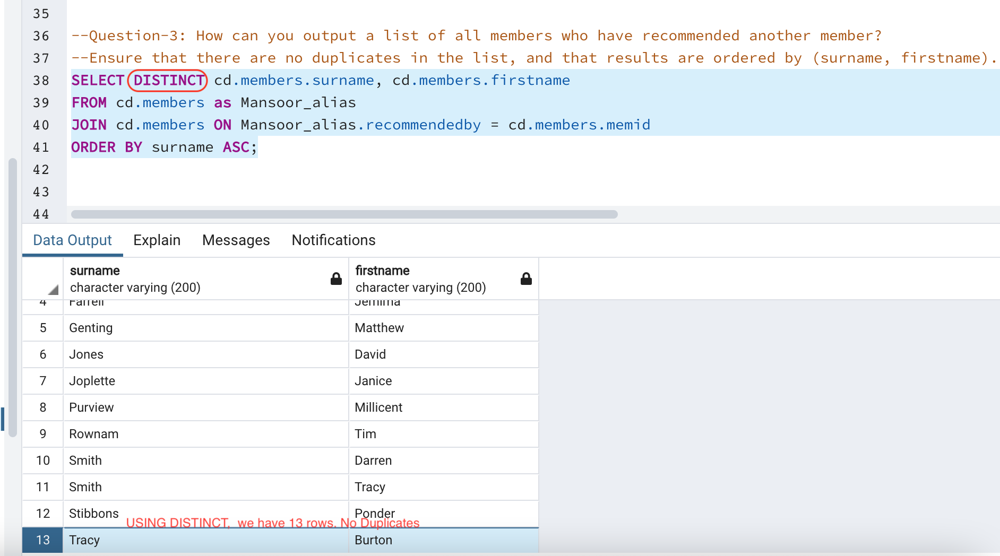 35
36 --Question-3: How can you output a list of all members who have recommended another member?
37 --Ensure that there are no duplicates in the list, and that results are ordered by (surname, firstname).
38 SELECT DISTINCT cd.members.surname, cd.members.firstname
39 FROM cd.members as Mansoor_alias
40 JOIN cd.members ON Mansoor_alias.recommendedby = cd.members.memid
41 ORDER BY surname ASC;
42
43
44
Data Output Explain Messages Notifications
surname firstname
character varying (200) character varying (200)
4 Farrell Jemima
5 Genting Matthew
6 Jones David
7 Joplette Janice
8 Purview Millicent
9 Rownam Tim
10 Smith Darren
11 Smith Tracy
12 Stibbons Ponder
USING DISTINCT, we have 13 rows. No Duplicates
13 Tracy Burton